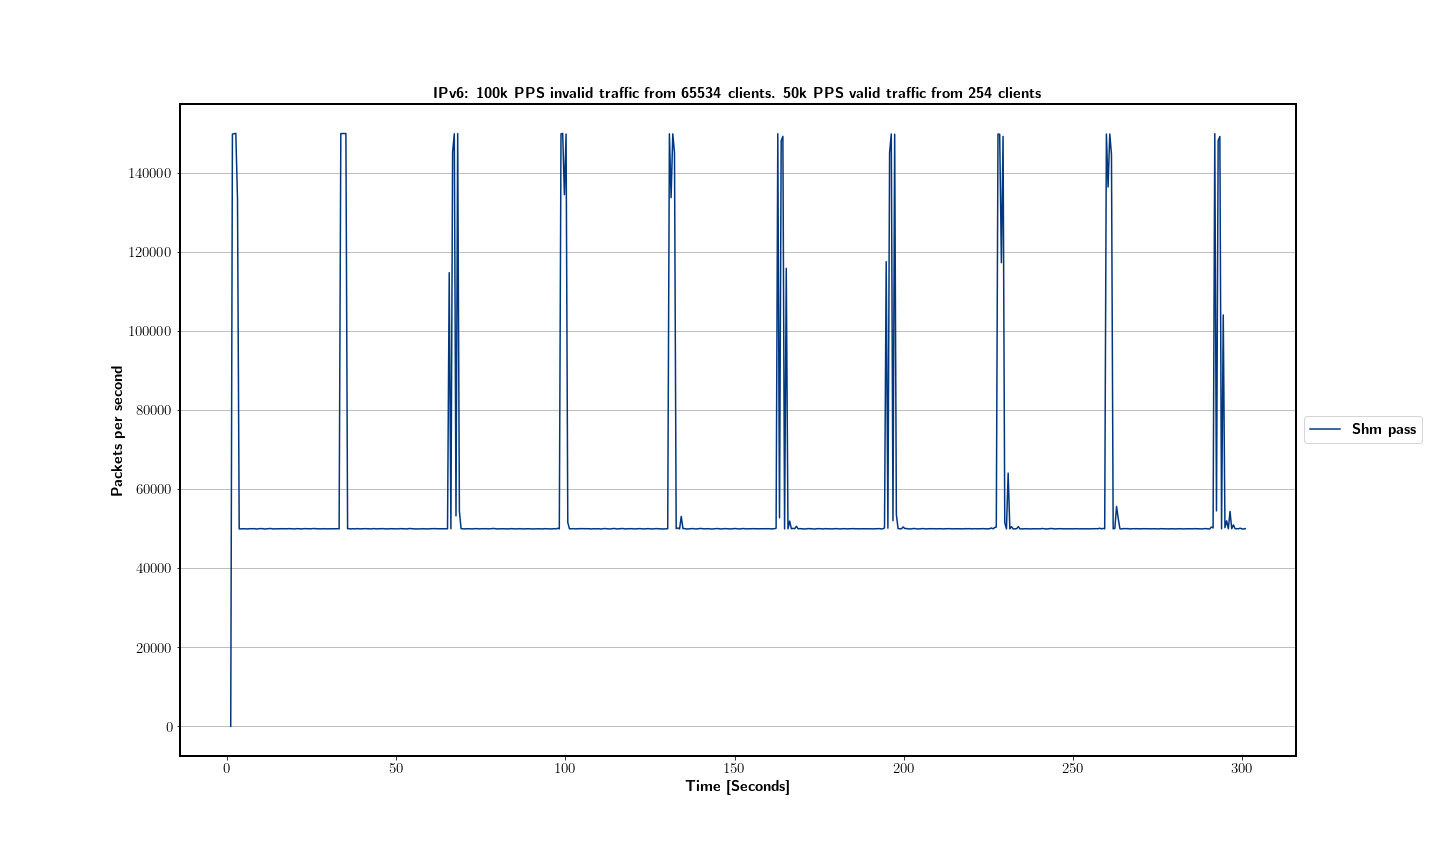 IPv6: 100k PPS invalid traffic from 65534 clients. 50k PPS valid traffic from 254 clients
140000
120000
100000
80000
60000
40000
20000
0
Packets per second
Shm pass
0 50 100 150 200 250 300
Time [Seconds]